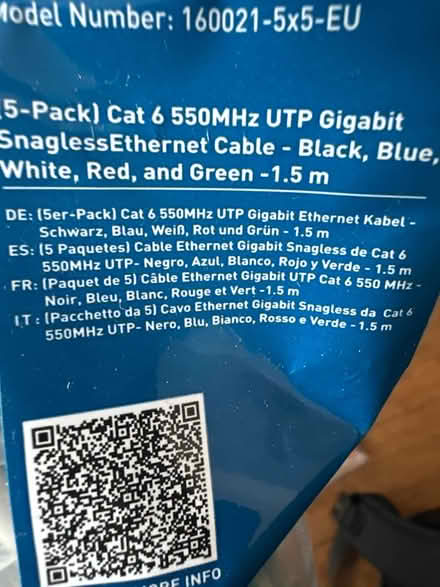 Model Number: 160021-5x5-EU
(5-Pack) Cat 6 550MHz UTP Gigabit
SnaglessEthernet Cable - Black, Blue,
White, Red, and Green -1.5 m
DE: (5er-Pack) Cat 6 550MHz UTP Gigabit Ethernet Kabel -
Schwarz, Blau, Weiß, Rot und Grün - 1.5 m
ES: (5 Paquetes) Cable Ethernet Gigabit Snagless de Cat 6
550MHz UTP- Negro, Azul, Blanco, Rojo y Verde - 1.5 m
FR: (Paquet de 5) Câble Ethernet Gigabit UTP Cat 6 550 MHz -
Noir, Bleu, Blanc, Rouge et Vert -1.5 m
IT: (Pacchetto da 5) Cavo Ethernet Gigabit Snagless da Cat 6
550MHz UTP- Nero, Blu, Bianco, Rosso e Verde - 1.5 m
MORE INFO